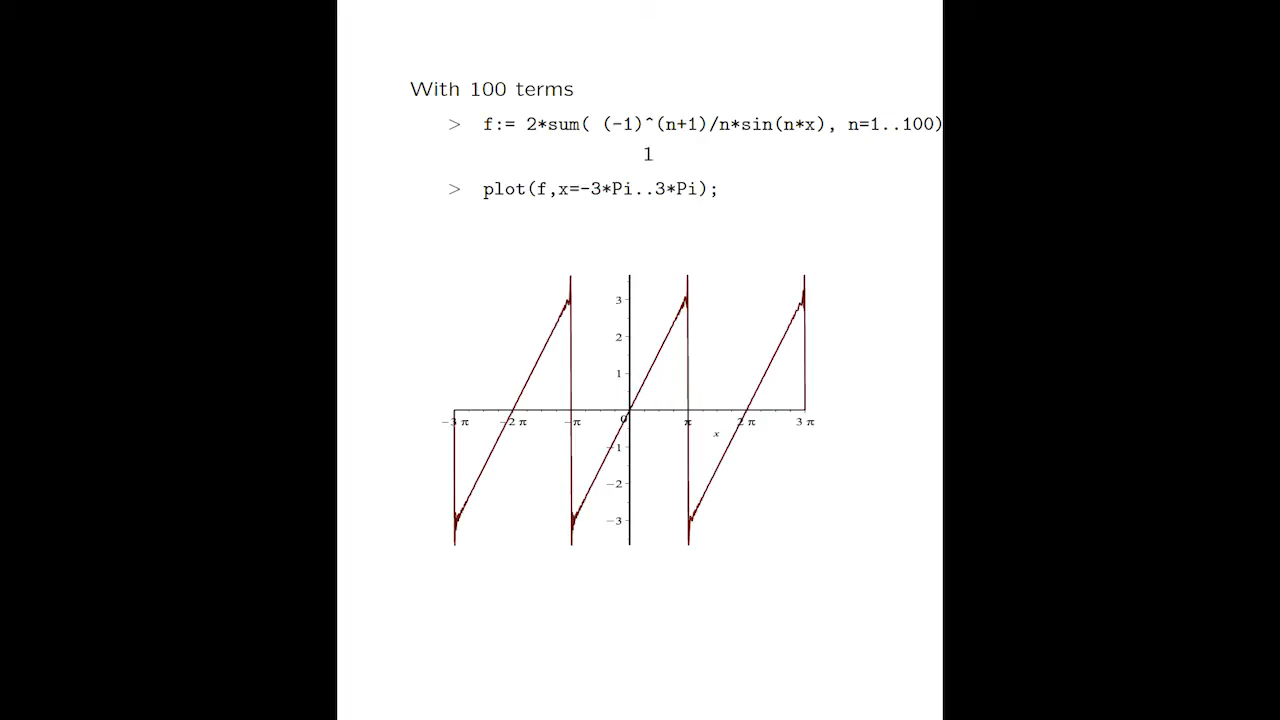 With 100 terms
> f:= 2*sum( (-1)^(n+1)/n*sin(n*x), n=1..100)
1
> plot(f,x=-3*Pi..3*Pi);
3
2
1
−3 π −2 π −π 0 π 2 π 3 π
x
−1
−2
−3